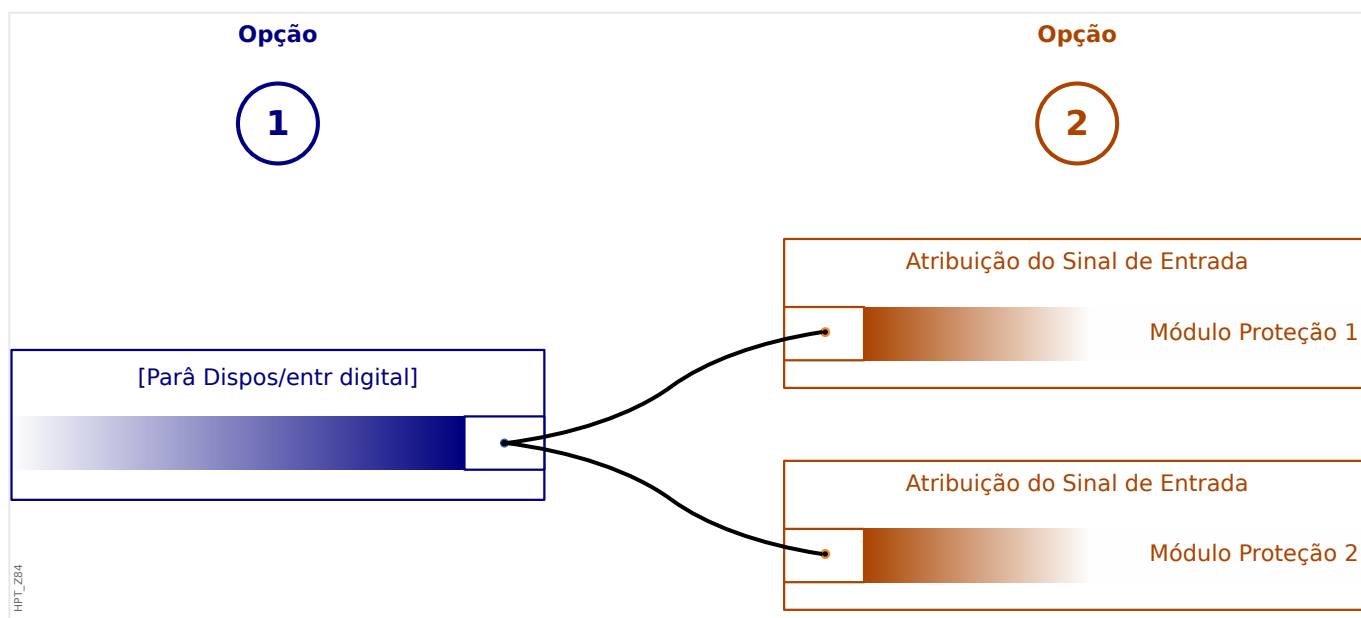 Opção
1
Opção
2
[Parâ Dispos/entr digital]
Atribuição do Sinal de Entrada
Módulo Proteção 1
Atribuição do Sinal de Entrada
Módulo Proteção 2
HPT_Z84